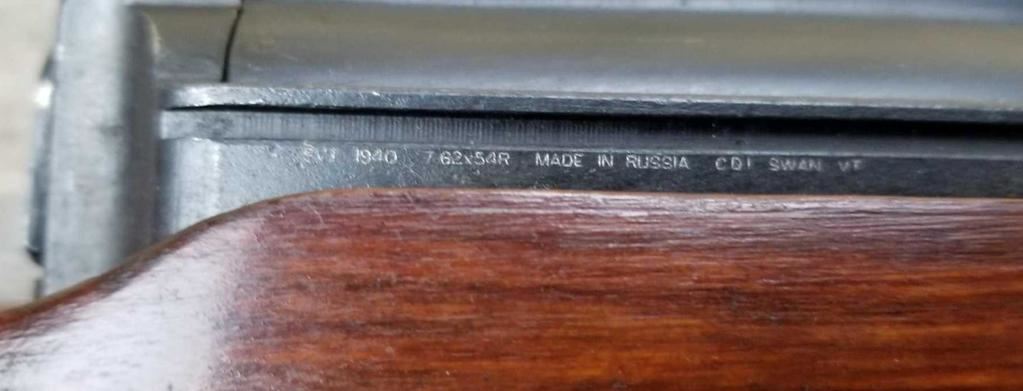 SVT 1940 7.62x54R MADE IN RUSSIA CDI SWAN VT